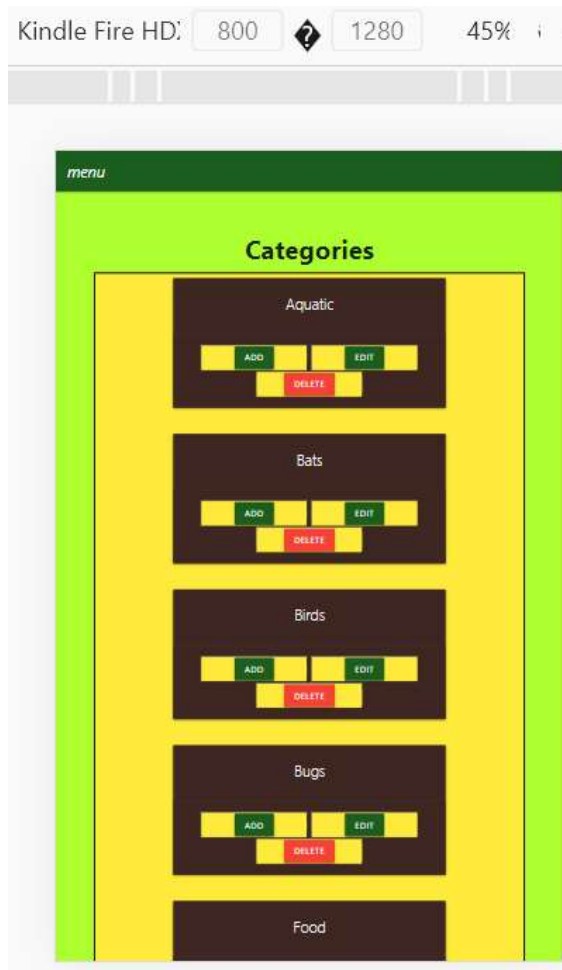 Kindle Fire HDX 800 � 1280 45%
menu
Categories
Aquatic
ADD EDIT
DELETE
Bats
ADD EDIT
DELETE
Birds
ADD EDIT
DELETE
Bugs
ADD EDIT
DELETE
Food